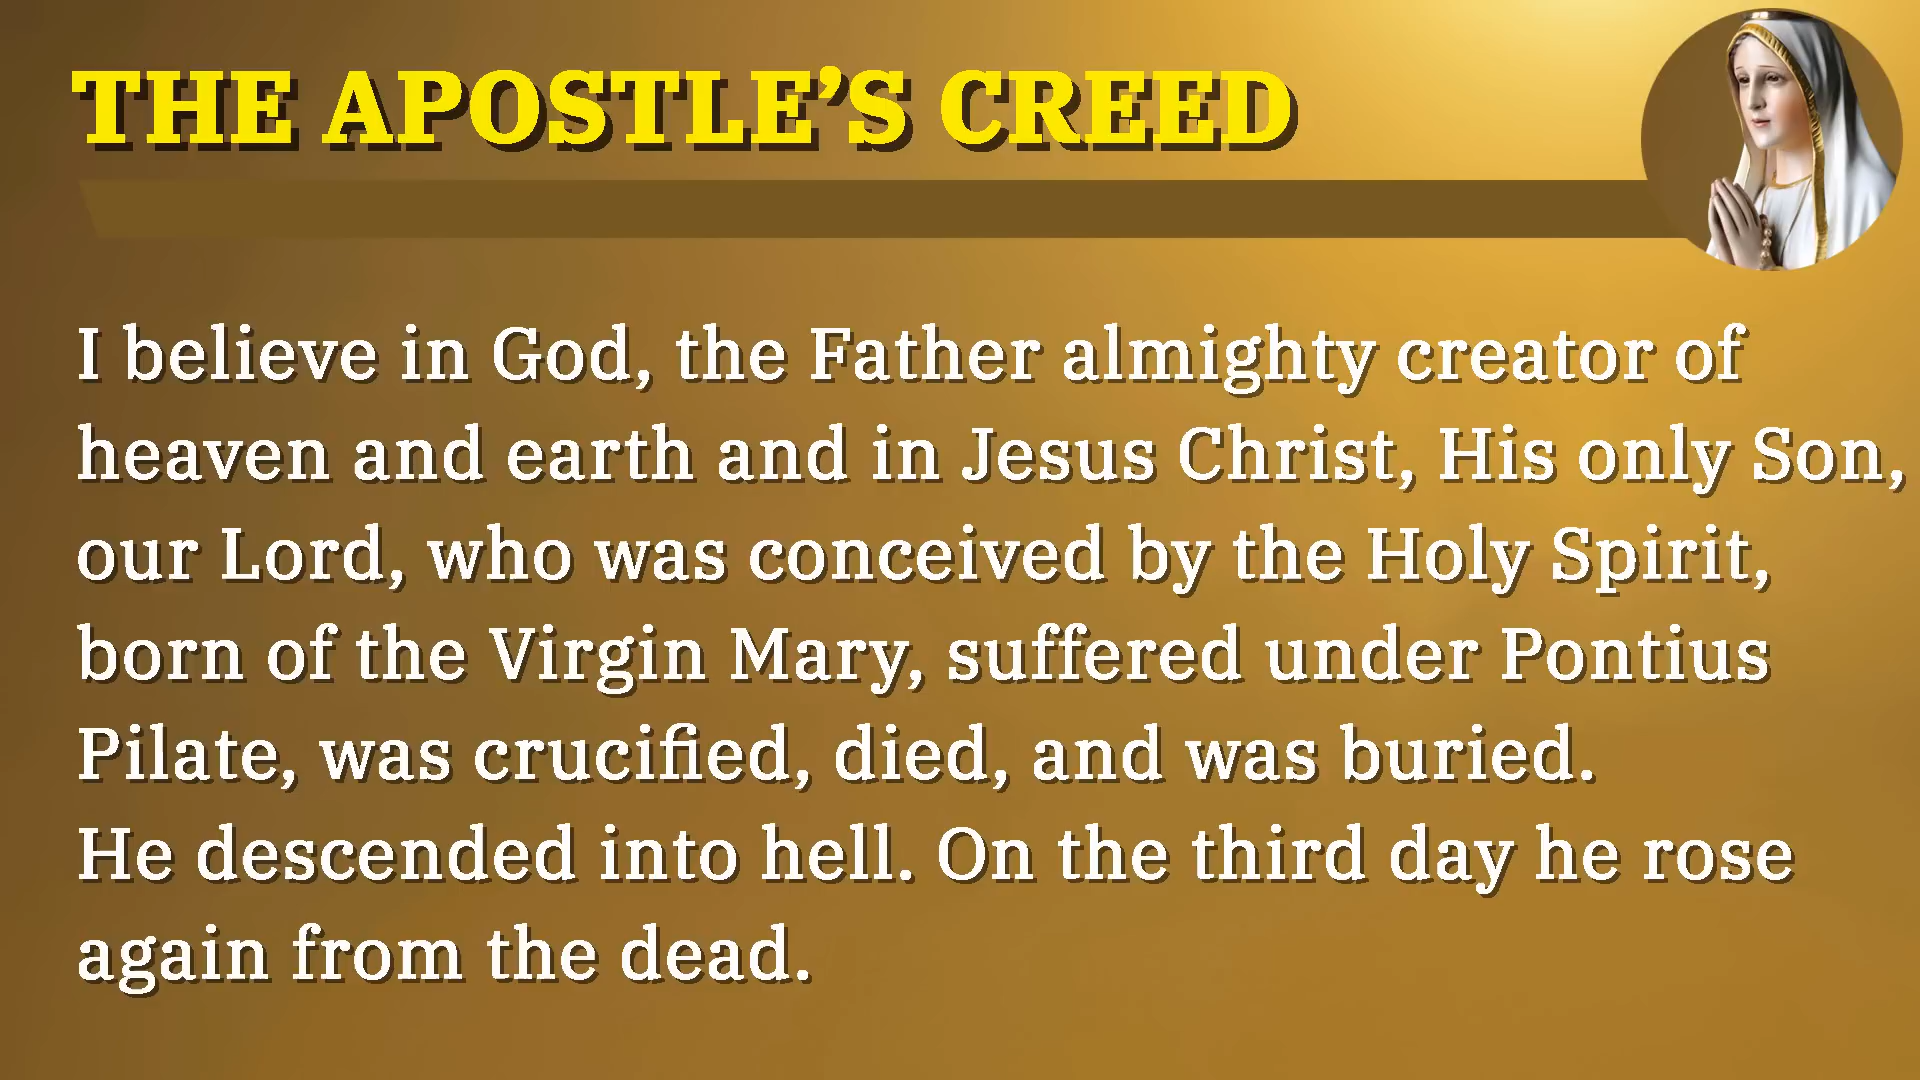 THE APOSTLE’S CREED
I believe in God, the Father almighty creator of
heaven and earth and in Jesus Christ, His only Son,
our Lord, who was conceived by the Holy Spirit,
born of the Virgin Mary, suffered under Pontius
Pilate, was crucified, died, and was buried.
He descended into hell. On the third day he rose
again from the dead.